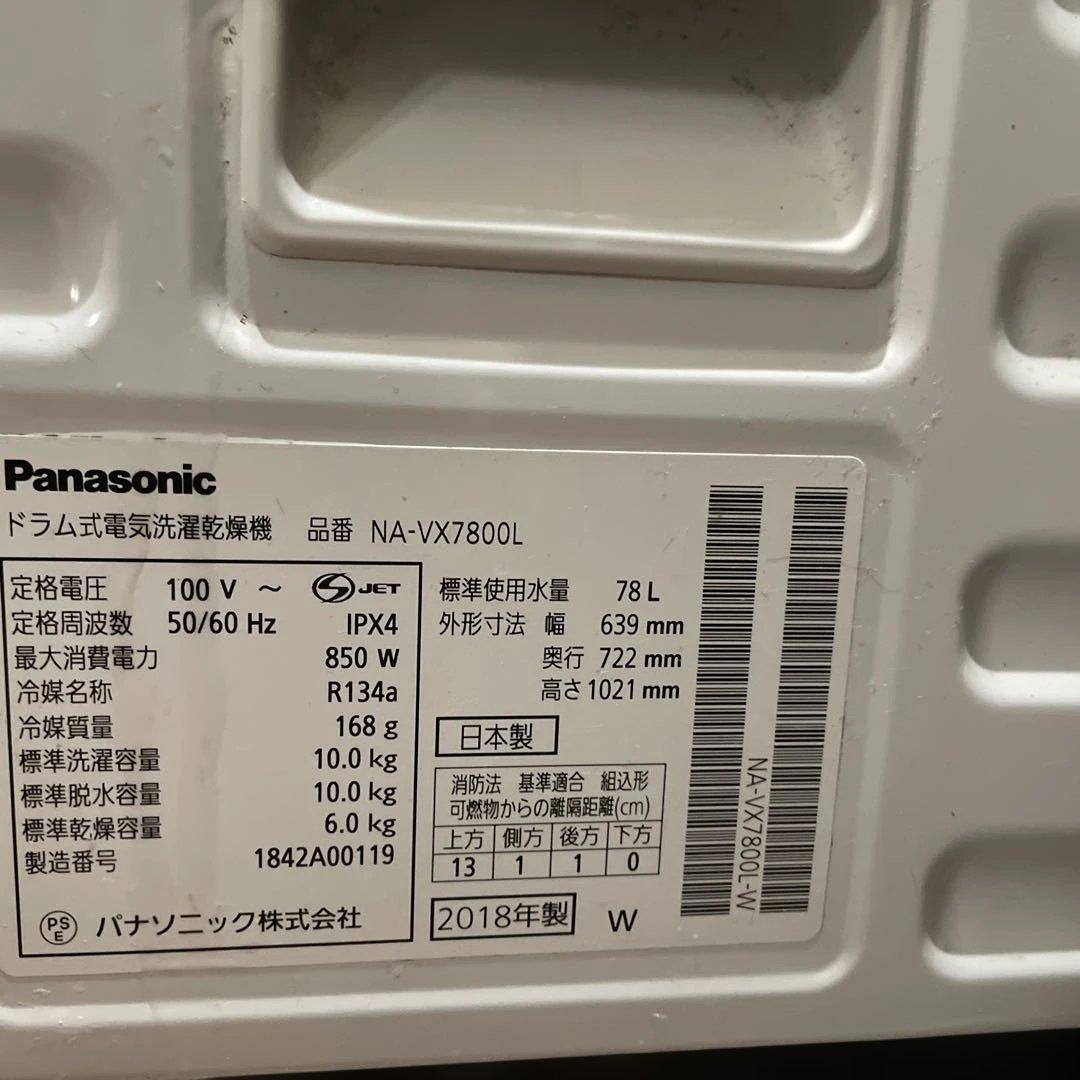 Panasonic
ドラム式電気洗濯乾燥機 品番 NA-VX7800L
定格電圧 100 V ～ S JET
定格周波数 50/60 Hz IPX4
最大消費電力 850 W
冷媒名称 R134a
冷媒質量 168 g
標準洗濯容量 10.0 kg
標準脱水容量 10.0 kg
標準乾燥容量 6.0 kg
製造番号 1842A00119
PS
E
パナソニック株式会社
標準使用水量 78 L
外形寸法 幅 639 mm
奥行 722 mm
高さ 1021 mm
日本製
消防法 基準適合 組込形
可燃物からの離隔距離(cm)
上方 側方 後方 下方
13 1 1 0
2018年製 W
NA-VX7800L-W